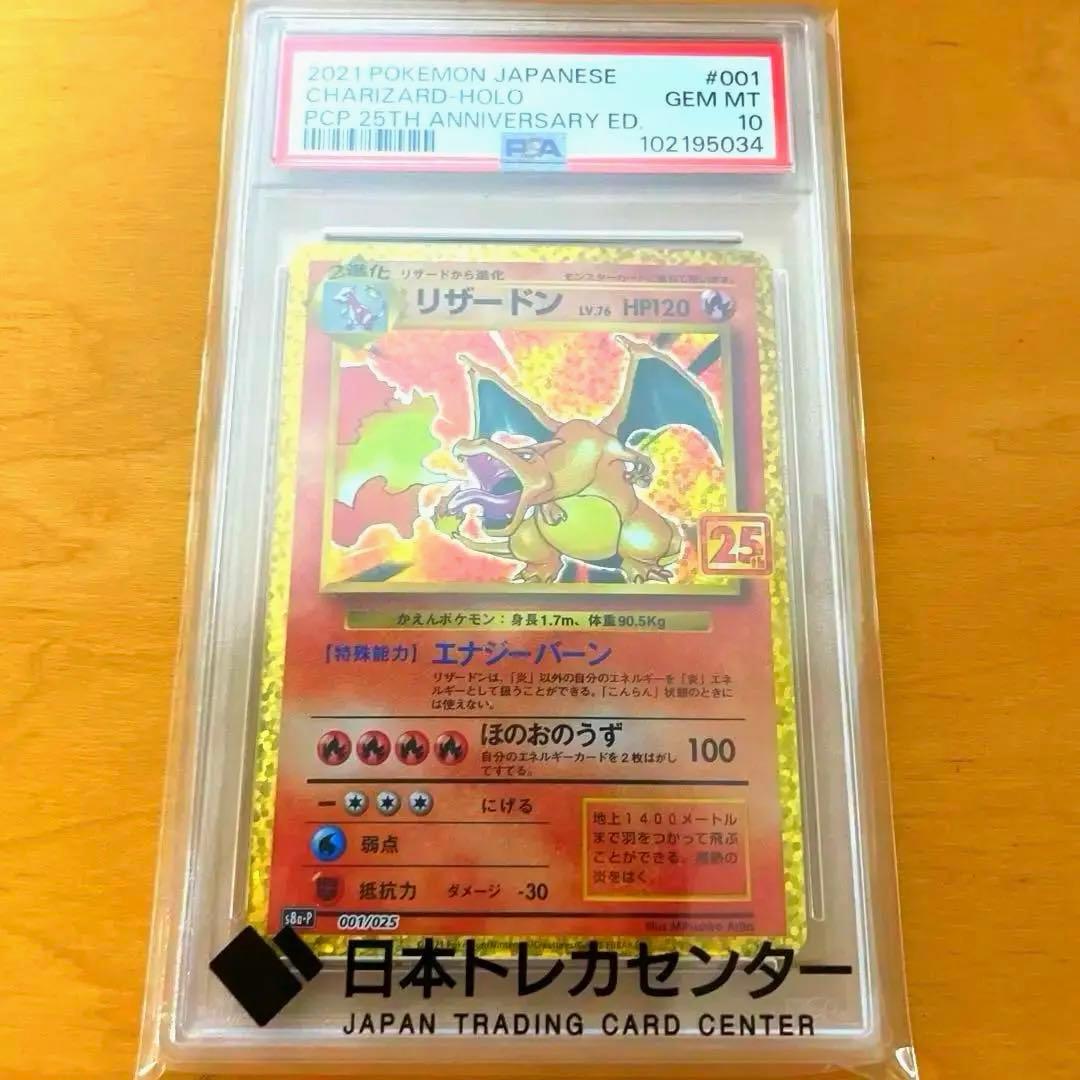 2021 POKEMON JAPANESE #001
CHARIZARD-HOLO GEM MT
PCP 25TH ANNIVERSARY ED. 10
PSA 102195034
2進化 リザードから進化
リザードン LV.76 HP120
25th
かえんポケモン：身長1.7m、体重90.5Kg
［特殊能力］ エナジーバーン
リザードンは、「炎」以外の自分のエネルギーを「炎」エネ
ルギーとして扱うことができる。「こんらん」状態のときに
は使えない。
ほのおのうず 100
自分のエネルギーカードを2枚はがし
てすてる。
にげる
弱点
抵抗力 ダメージ -30
地上1400メートル
まで羽をつかって飛ぶ
ことができる。高熱の
炎をはく。
s8a-P 001/025
Illus. Mitsuhiro Arita
日本トレカセンター
JAPAN TRADING CARD CENTER